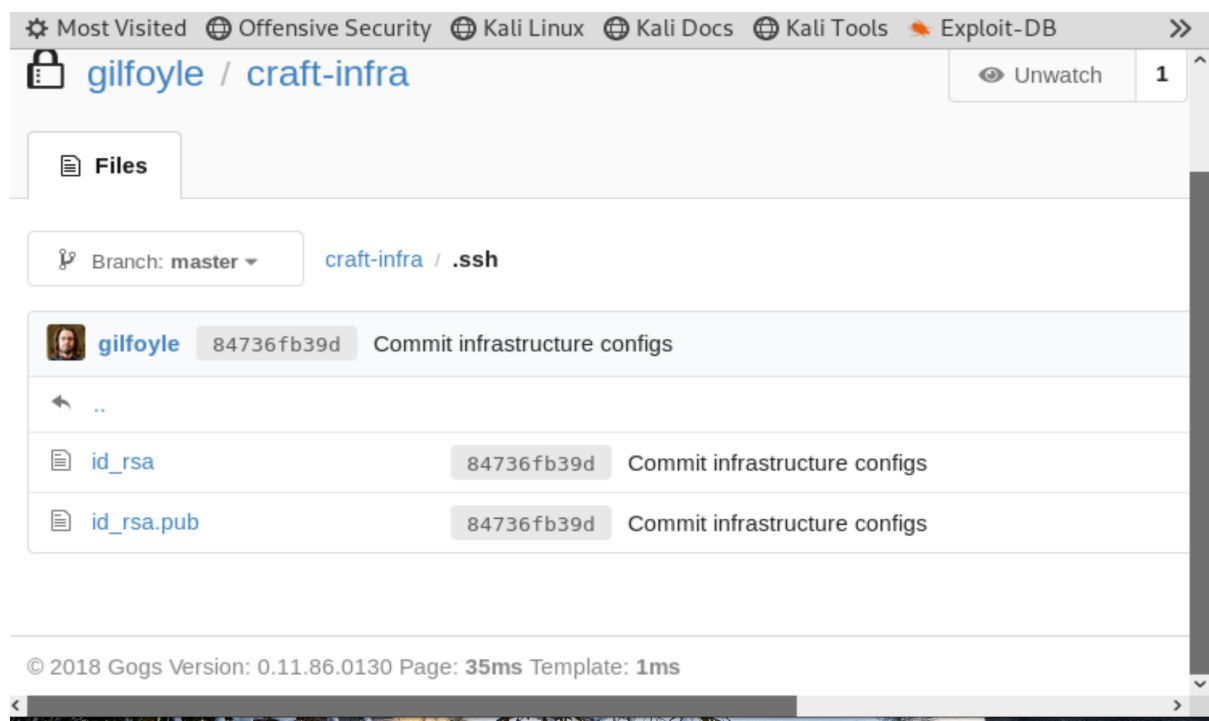 Most Visited Offensive Security Kali Linux Kali Docs Kali Tools Exploit-DB
gilfoyle / craft-infra Unwatch 1
Files
Branch: master craft-infra / .ssh
gilfoyle 84736fb39d Commit infrastructure configs
..
id_rsa 84736fb39d Commit infrastructure configs
id_rsa.pub 84736fb39d Commit infrastructure configs
© 2018 Gogs Version: 0.11.86.0130 Page: 35ms Template: 1ms